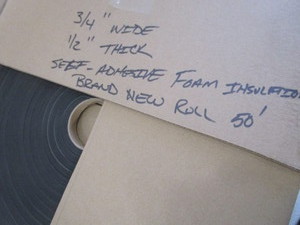 3/4" WIDE
1/2" THICK
SELF-ADHESIVE FOAM INSULATIO
BRAND NEW ROLL 50'